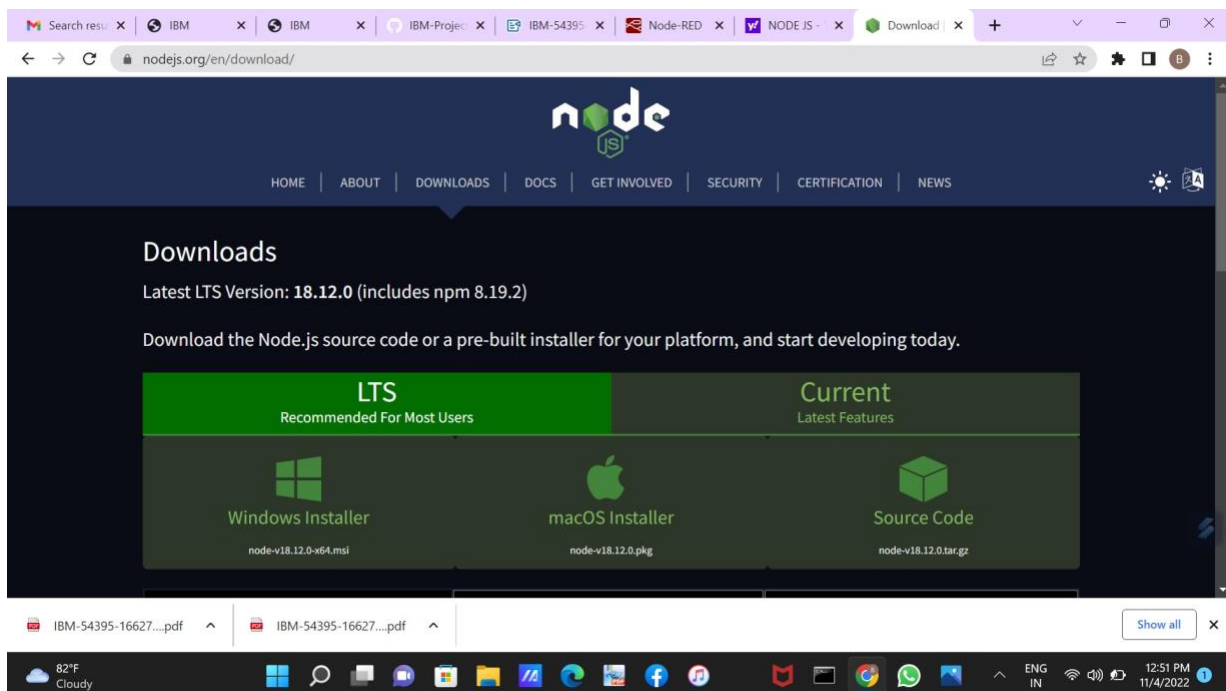 Search resu
IBM
IBM
IBM-Projec
IBM-54395-
Node-RED
NODE JS -
Download |
nodejs.org/en/download/
B
node
JS
HOME | ABOUT | DOWNLOADS | DOCS | GET INVOLVED | SECURITY | CERTIFICATION | NEWS
Downloads
Latest LTS Version: 18.12.0 (includes npm 8.19.2)
Download the Node.js source code or a pre-built installer for your platform, and start developing today.
LTS
Recommended For Most Users
Current
Latest Features
Windows Installer
node-v18.12.0-x64.msi
macOS Installer
node-v18.12.0.pkg
Source Code
node-v18.12.0.tar.gz
IBM-54395-16627....pdf
IBM-54395-16627....pdf
Show all
82°F
Cloudy
ENG
IN
12:51 PM
11/4/2022
1